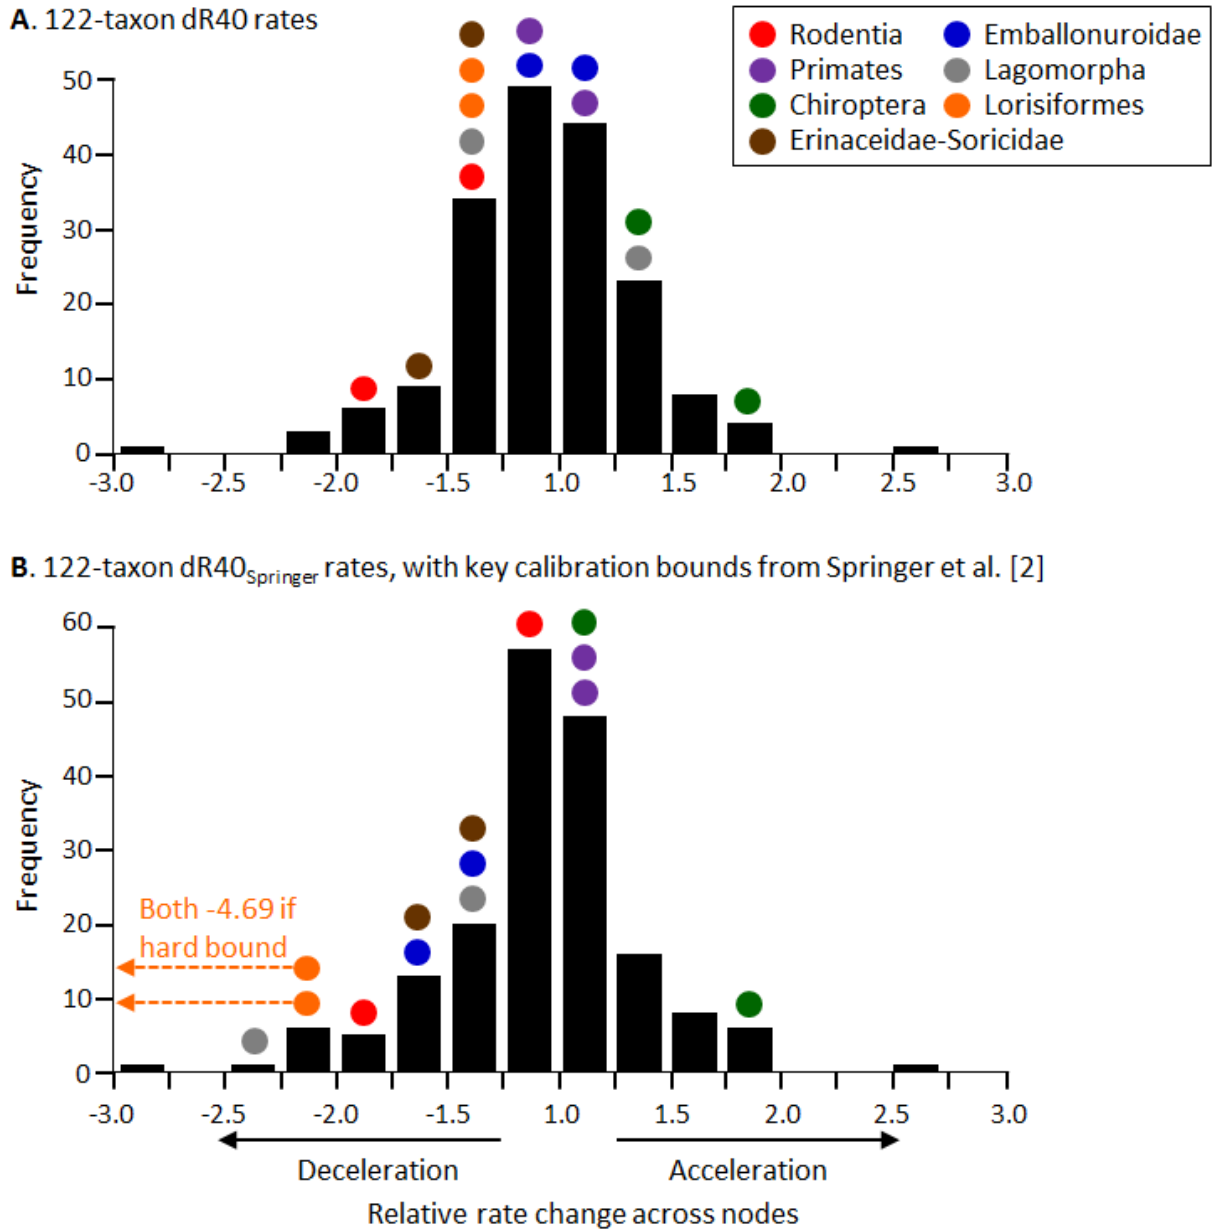 A. 122-taxon dR40 rates
Rodentia
Emballonuroidae
Primates
Lagomorpha
Chiroptera
Lorisiformes
Erinaceidae-Soricidae
Frequency
50
40
30
20
10
0
-3.0 -2.5 -2.0 -1.5 1.0 1.5 2.0 2.5 3.0
B. 122-taxon dR40Springer rates, with key calibration bounds from Springer et al. [2]
Frequency
60
50
40
30
20
10
0
Both -4.69 if
hard bound
-3.0 -2.5 -2.0 -1.5 1.0 1.5 2.0 2.5 3.0
Deceleration
Acceleration
Relative rate change across nodes